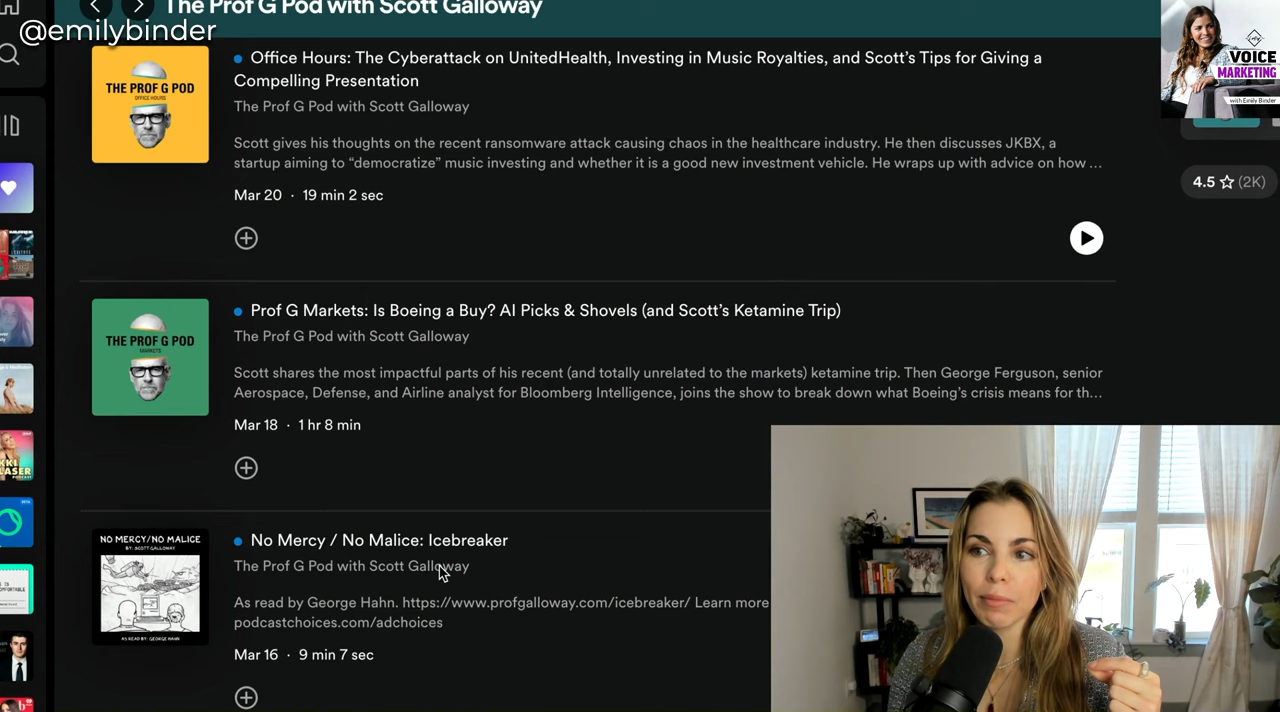 The Prof G Pod with Scott Galloway
@emilybinder
VOICE
MARKETING
with Emily Binder
THE PROF G POD
OFFICE HOURS
Office Hours: The Cyberattack on UnitedHealth, Investing in Music Royalties, and Scott's Tips for Giving a
Compelling Presentation
The Prof G Pod with Scott Galloway
Scott gives his thoughts on the recent ransomware attack causing chaos in the healthcare industry. He then discusses JKBX, a
startup aiming to “democratize” music investing and whether it is a good new investment vehicle. He wraps up with advice on how ...
Mar 20 · 19 min 2 sec
4.5 ☆ (2K)
THE PROF G POD
MARKETS
Prof G Markets: Is Boeing a Buy? AI Picks & Shovels (and Scott's Ketamine Trip)
The Prof G Pod with Scott Galloway
Scott shares the most impactful parts of his recent (and totally unrelated to the markets) ketamine trip. Then George Ferguson, senior
Aerospace, Defense, and Airline analyst for Bloomberg Intelligence, joins the show to break down what Boeing's crisis means for th...
Mar 18 · 1 hr 8 min
NO MERCY/NO MALICE
BY: SCOTT GALLOWAY
AS READ BY: GEORGE HAHN
No Mercy / No Malice: Icebreaker
The Prof G Pod with Scott Galloway
As read by George Hahn. https://www.profgalloway.com/icebreaker/ Learn more
podcastchoices.com/adchoices
Mar 16 · 9 min 7 sec